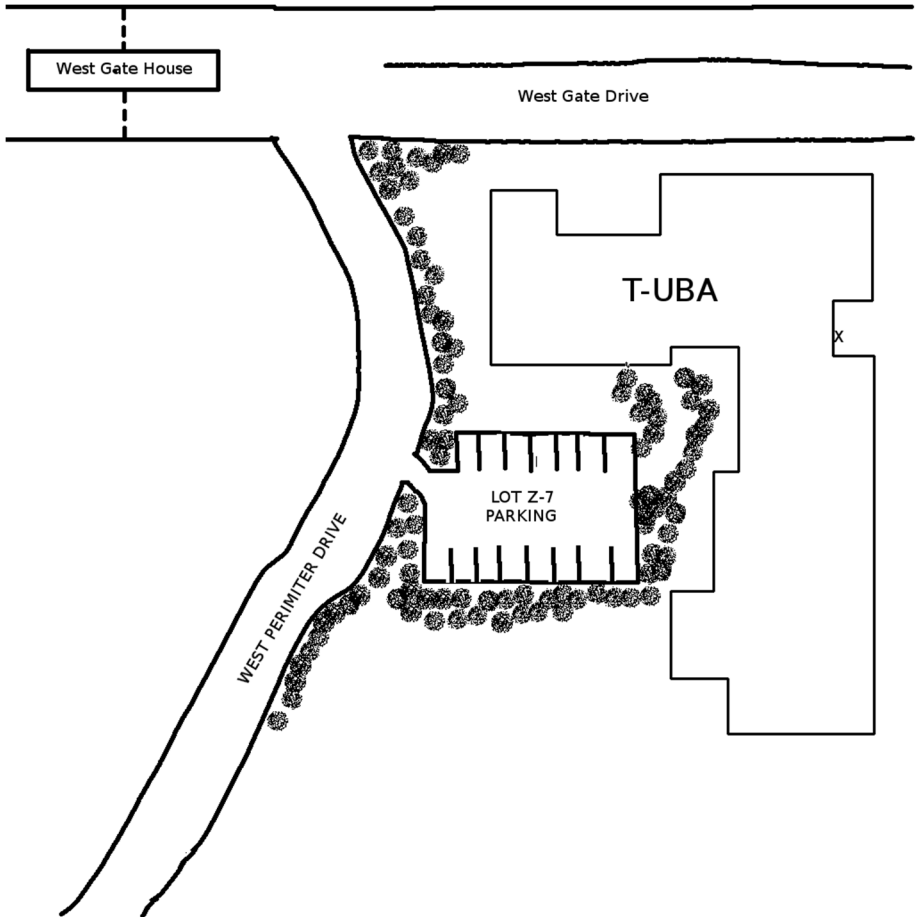 West Gate House
West Gate Drive
T-UBA
X
LOT Z-7
PARKING
WEST PERIMITER DRIVE